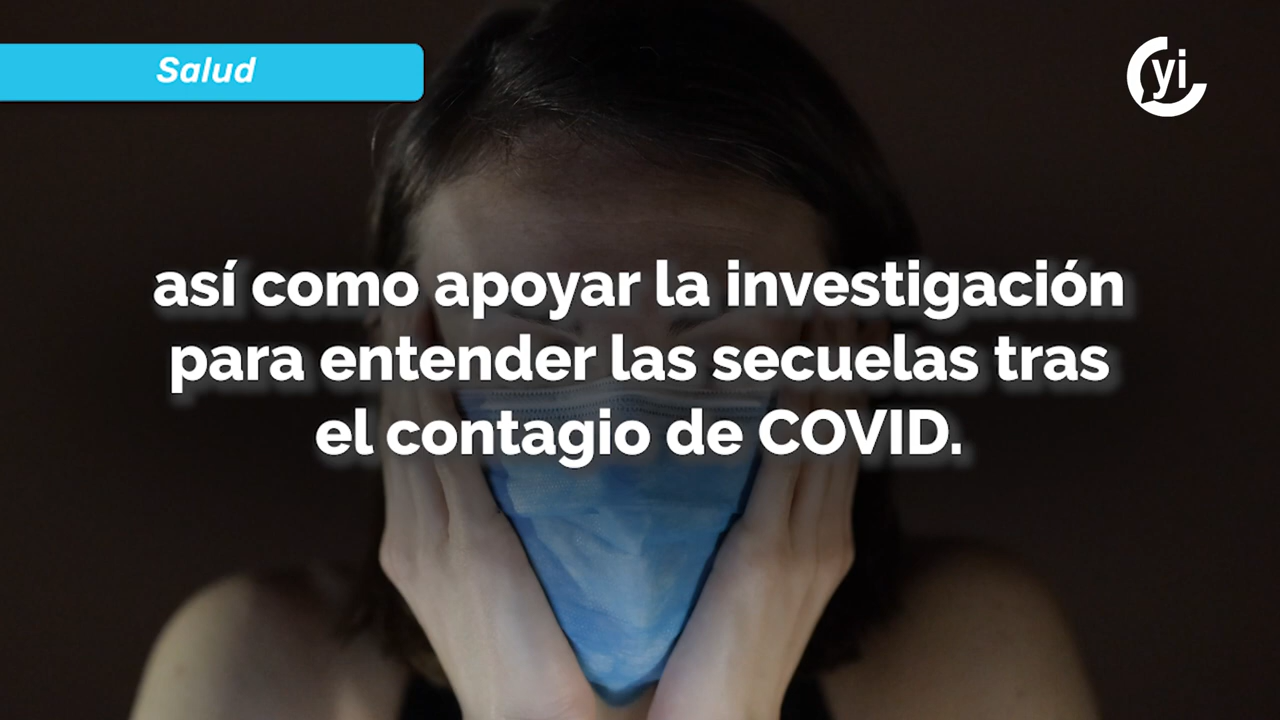 Salud
yi
así como apoyar la investigación
para entender las secuelas tras
el contagio de COVID.